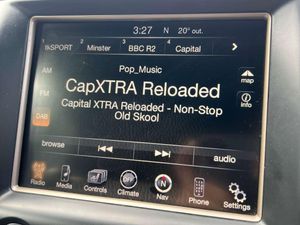 3:27 N 20° out.
1 2 Minster 3 BBC R2 4 Capital
Pop_Music
AM
CapXTRA Reloaded
map
FM
Capital XTRA Reloaded - Non-Stop
Old Skool
info
DAB
browse audio
Radio Media Controls Climate N Nav Phone Settings